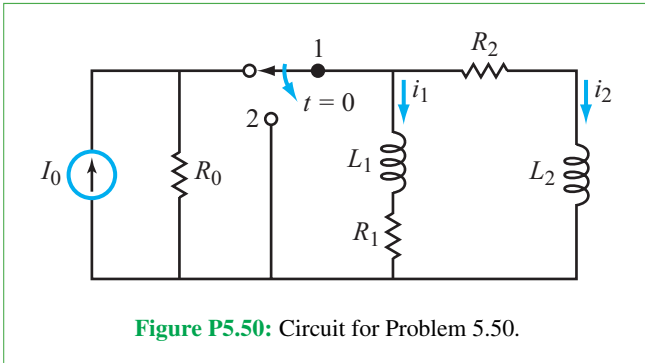 1
R2
t = 0
i1
i2
2
I0
R0
L1
L2
R1
Figure P5.50: Circuit for Problem 5.50.